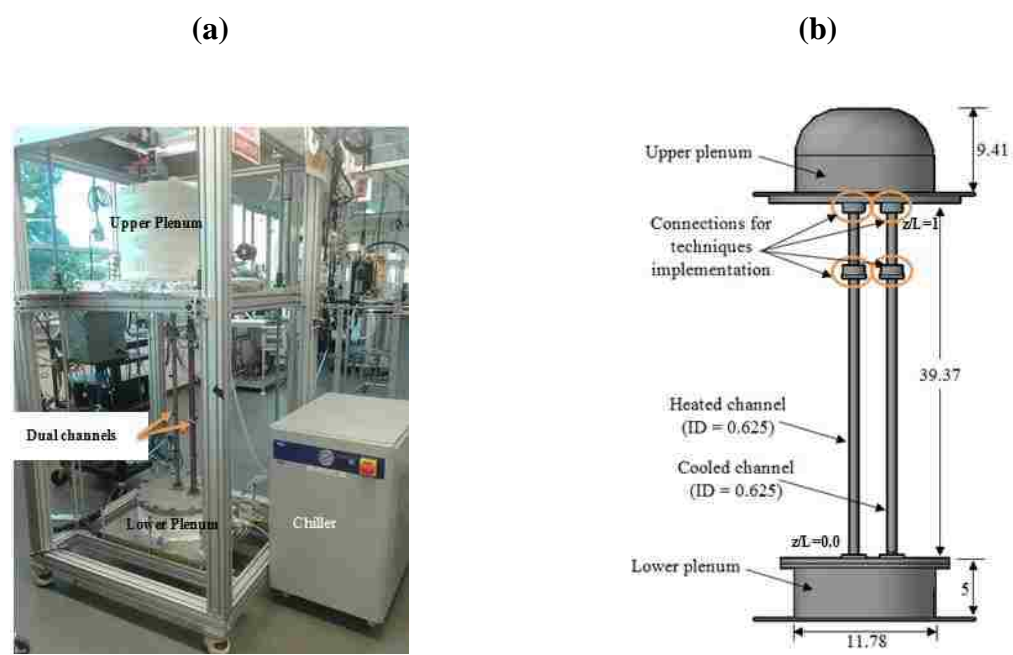 (a)
(b)
Upper Plenum
Dual channels
Lower Plenum
Chiller
Upper plenum
9.41
Connections for
techniques
implementation
z/L=1
39.37
Heated channel
(ID = 0.625)
Cooled channel
(ID = 0.625)
z/L=0.0
Lower plenum
5
11.78